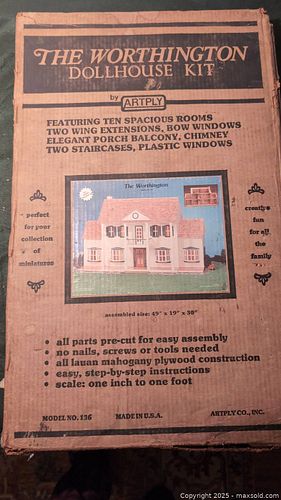 THE WORTHINGTON
DOLLHOUSE KIT
by ARTPLY
FEATURING TEN SPACIOUS ROOMS
TWO WING EXTENSIONS, BOW WINDOWS
ELEGANT PORCH BALCONY, CHIMNEY
TWO STAIRCASES, PLASTIC WINDOWS
perfect
for your
collection
of
miniatures
The Worthington
creative
fun
for all
the
family
assembled size: 49" x 19" x 30"
• all parts pre-cut for easy assembly
• no nails, screws or tools needed
• all lauan mahogany plywood construction
• easy, step-by-step instructions
• scale: one inch to one foot
MODEL NO. 136 MADE IN U.S.A. ARTPLY CO., INC.
Copyright 2025 - maxsold.com